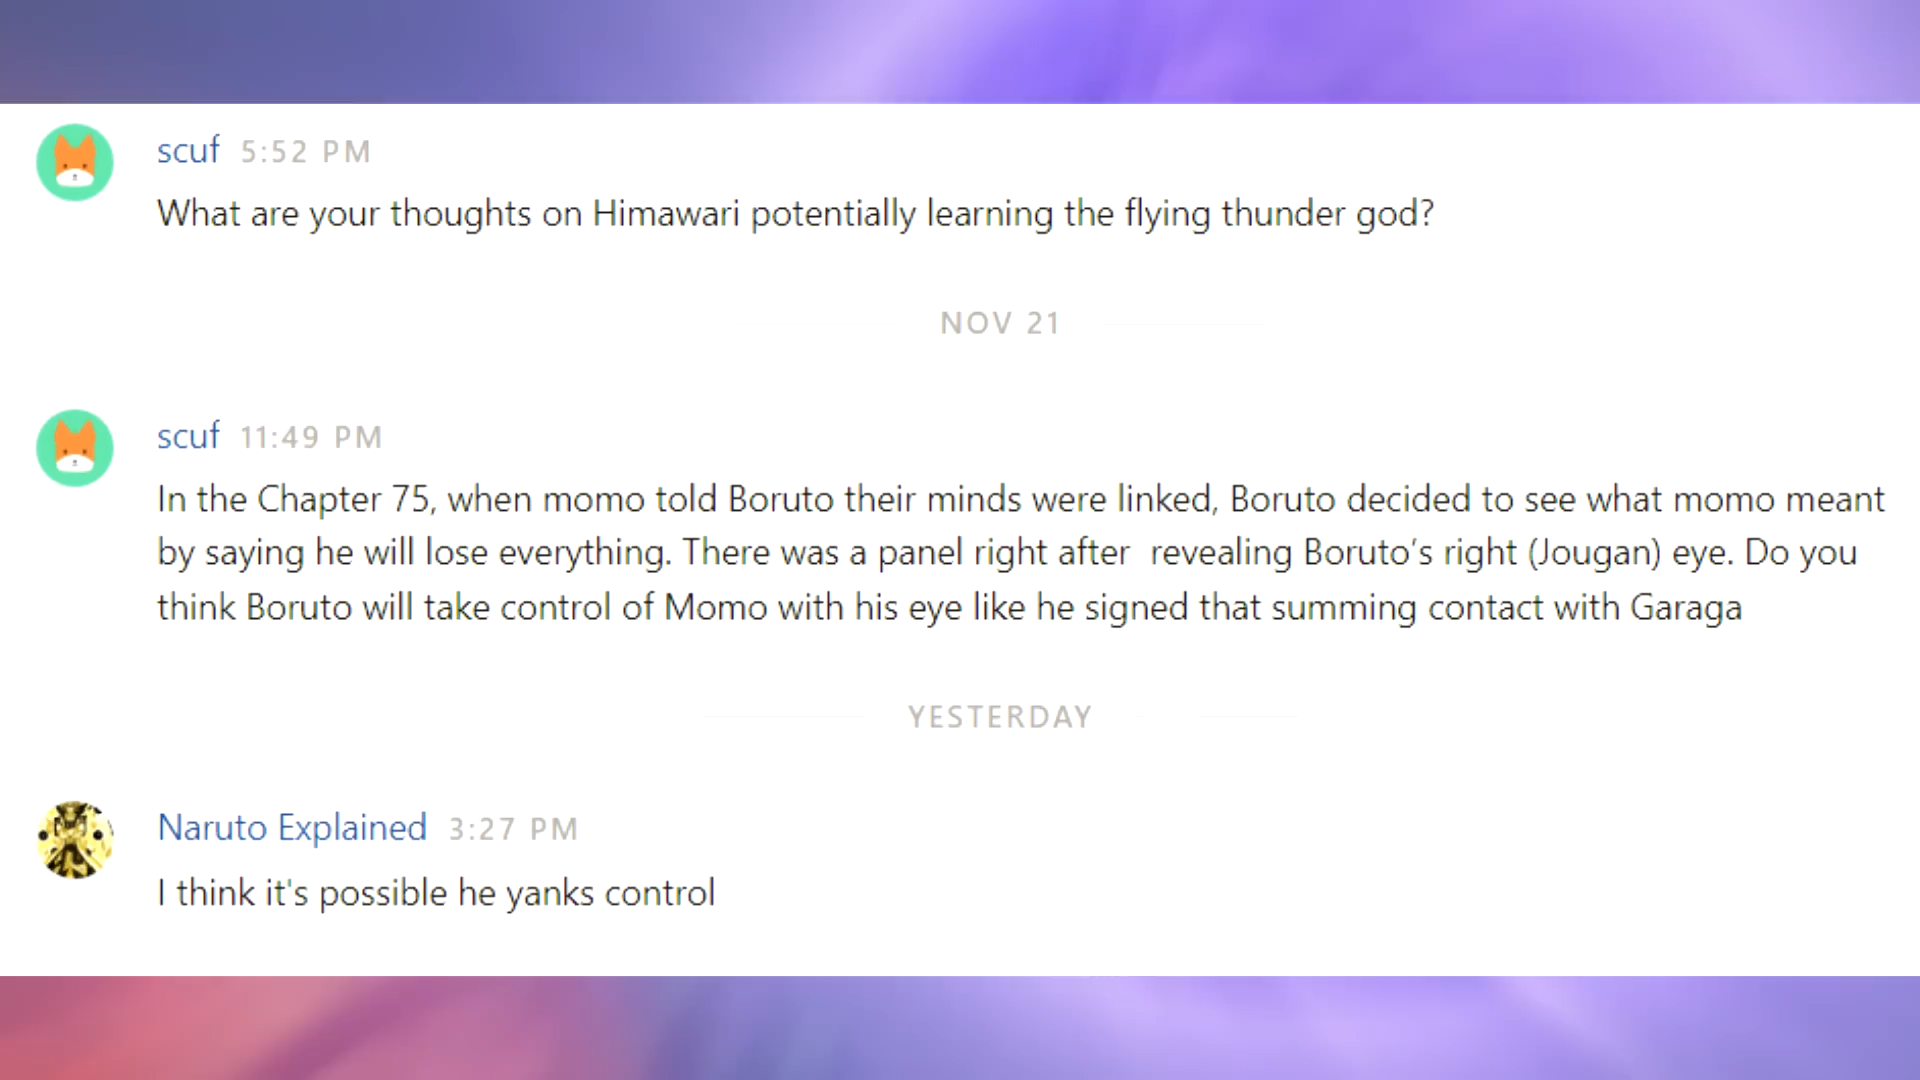 scuf 5:52 PM
What are your thoughts on Himawari potentially learning the flying thunder god?
NOV 21
scuf 11:49 PM
In the Chapter 75, when momo told Boruto their minds were linked, Boruto decided to see what momo meant
by saying he will lose everything. There was a panel right after  revealing Boruto’s right (Jougan) eye. Do you
think Boruto will take control of Momo with his eye like he signed that summing contact with Garaga
YESTERDAY
Naruto Explained 3:27 PM
I think it's possible he yanks control